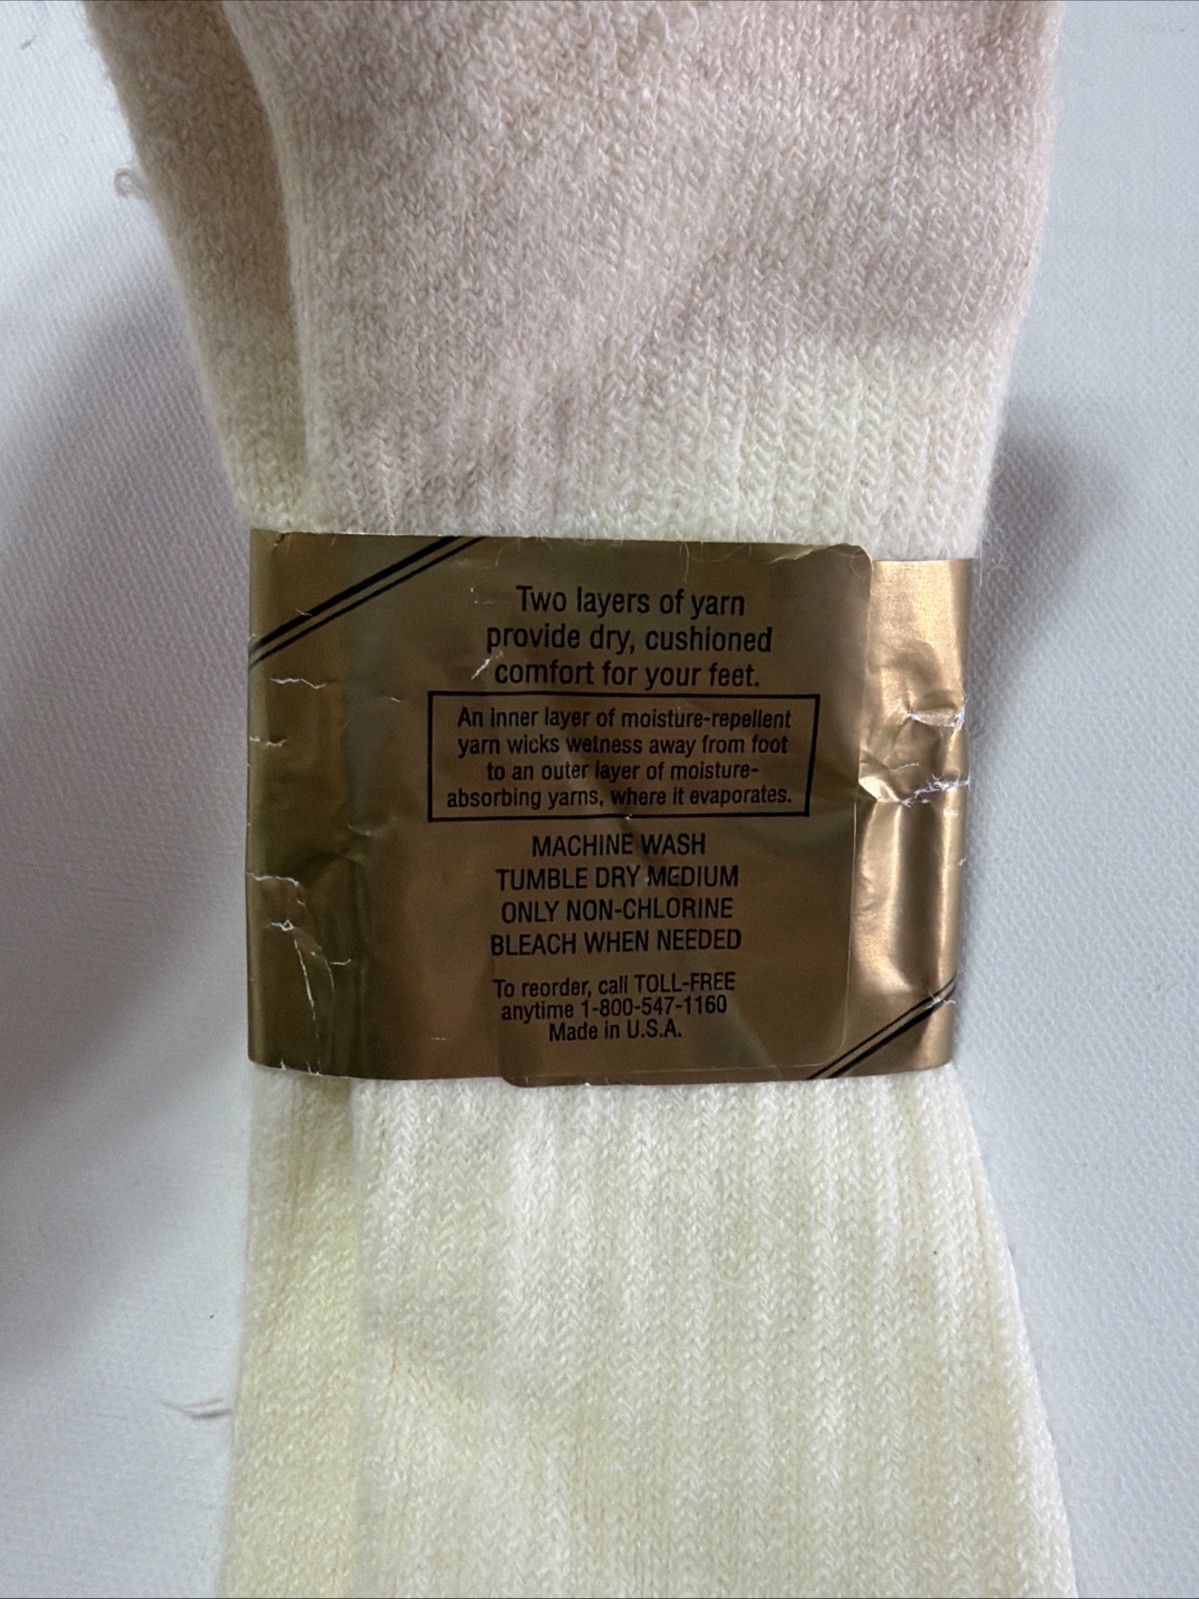 Two layers of yarn
provide dry, cushioned
comfort for your feet.
An inner layer of moisture-repellent
yarn wicks wetness away from foot
to an outer layer of moisture-
absorbing yarns, where it evaporates.
MACHINE WASH
TUMBLE DRY MEDIUM
ONLY NON-CHLORINE
BLEACH WHEN NEEDED
To reorder, call TOLL-FREE
anytime 1-800-547-1160
Made in U.S.A.